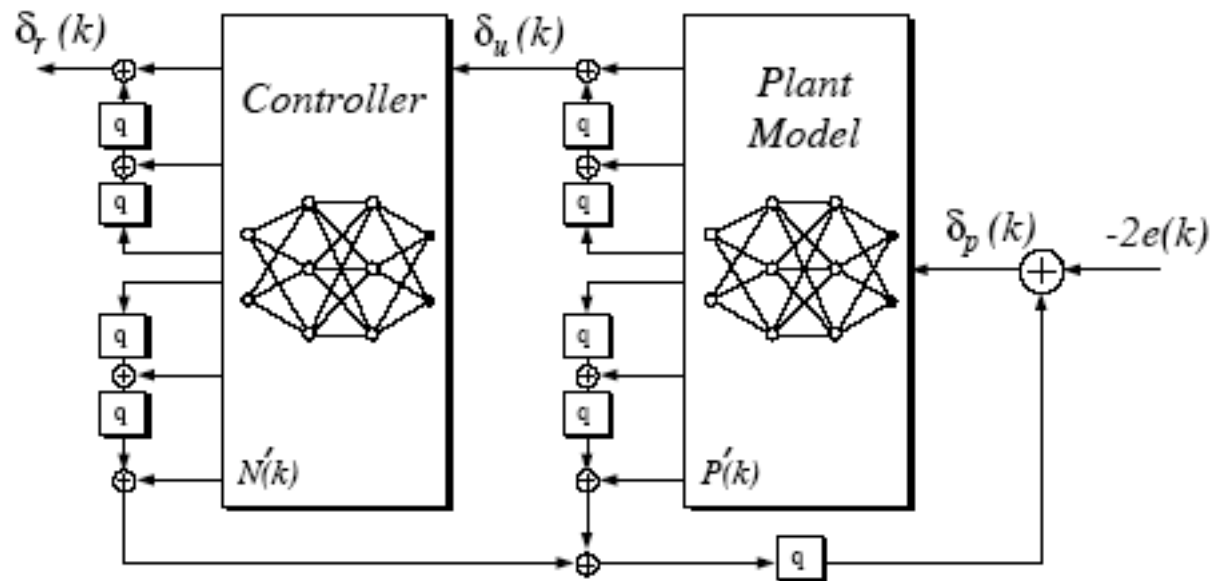 δr (k)
δu (k)
Controller
Plant
Model
q
q
q
q
δp (k)
-2e(k)
q
q
q
q
N′(k)
P′(k)
q